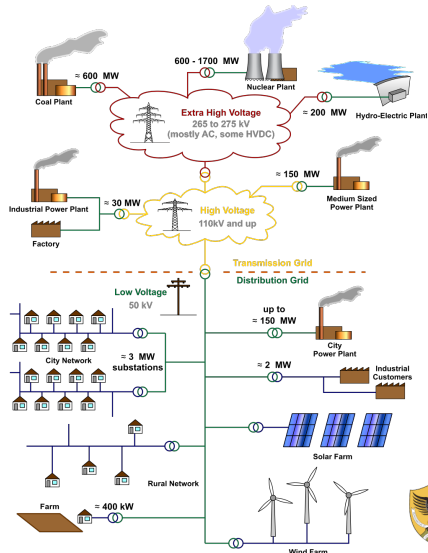 600 - 1700 MW
≈ 600 MW
Nuclear Plant
Coal Plant
Extra High Voltage
265 to 275 kV
(mostly AC, some HVDC)
≈ 200 MW
Hydro-Electric Plant
≈ 150 MW
≈ 30 MW
Industrial Power Plant
High Voltage
110kV and up
Medium Sized
Power Plant
Factory
Transmission Grid
Distribution Grid
Low Voltage
50 kV
up to
≈ 150 MW
City
Power Plant
City Network
≈ 3 MW
substations
≈ 2 MW
Industrial
Customers
Solar Farm
Rural Network
Farm
≈ 400 kW
Wind Farm